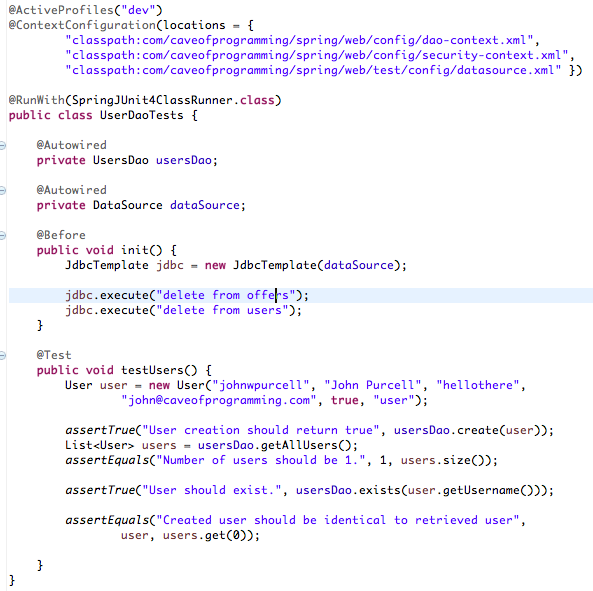 @ActiveProfiles("dev")
@ContextConfiguration(locations = {
"classpath:com/caveofprogramming/spring/web/config/dao-context.xml",
"classpath:com/caveofprogramming/spring/web/config/security-context.xml",
"classpath:com/caveofprogramming/spring/web/test/config/datasource.xml" })
@RunWith(SpringJUnit4ClassRunner.class)
public class UserDaoTests {
@Autowired
private UsersDao usersDao;
@Autowired
private DataSource dataSource;
@Before
public void init() {
JdbcTemplate jdbc = new JdbcTemplate(dataSource);
jdbc.execute("delete from offers");
jdbc.execute("delete from users");
}
@Test
public void testUsers() {
User user = new User("johnwpurcell", "John Purcell", "hellothere",
"john@caveofprogramming.com", true, "user");
assertTrue("User creation should return true", usersDao.create(user));
List<User> users = usersDao.getAllUsers();
assertEquals("Number of users should be 1.", 1, users.size());
assertTrue("User should exist.", usersDao.exists(user.getUsername()));
assertEquals("Created user should be identical to retrieved user",
user, users.get(0));
}
}